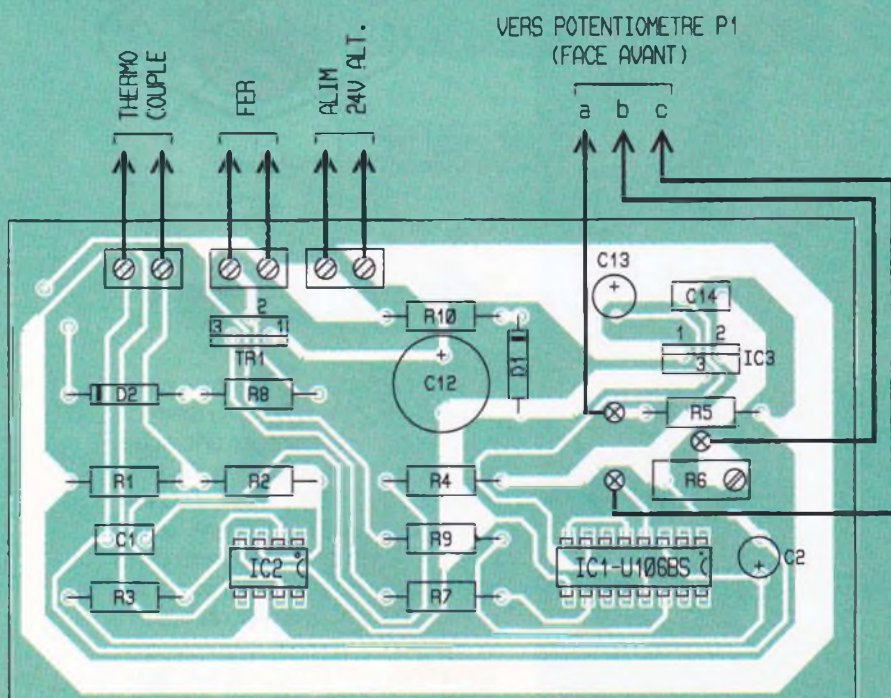 VERS POTENTIOMETRE P1
(FACE AVANT)
THERMO
COUPLE
FER
ALIM
24V ALT.
a b c
C13
C14
2
3 1
TR1
R10
D1
1 2
3
IC3
C12
D2
R8
R5
R1
R2
R4
R6
C1
R9
IC2
IC1-U106BS
C2
R3
R7